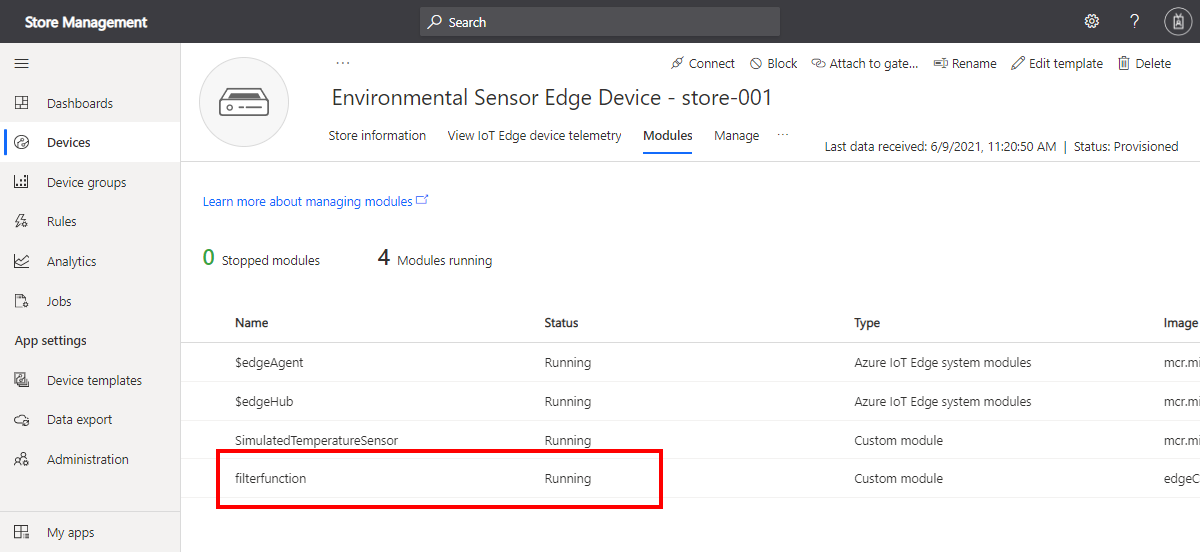 Store Management
Search
?
Dashboards
Devices
Device groups
Rules
Analytics
Jobs
App settings
Device templates
Data export
Administration
My apps
...
Connect
Block
Attach to gate...
Rename
Edit template
Delete
Environmental Sensor Edge Device - store-001
Store information View IoT Edge device telemetry Modules Manage ...
Last data received: 6/9/2021, 11:20:50 AM | Status: Provisioned
Learn more about managing modules
0 Stopped modules 4 Modules running
Name Status Type Image
$edgeAgent Running Azure IoT Edge system modules mcr.mi
$edgeHub Running Azure IoT Edge system modules mcr.mi
SimulatedTemperatureSensor Running Custom module mcr.mi
filterfunction Running Custom module edgeC